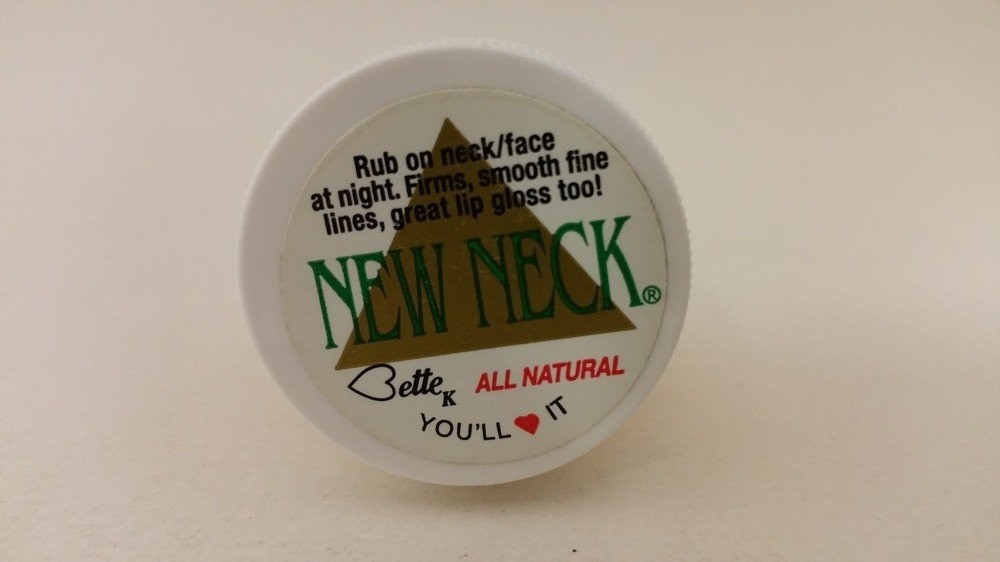 Rub on neck/face
at night. Firms, smooth fine
lines, great lip gloss too!
NEW NECK®
Bette K ALL NATURAL
YOU'LL ❤ IT